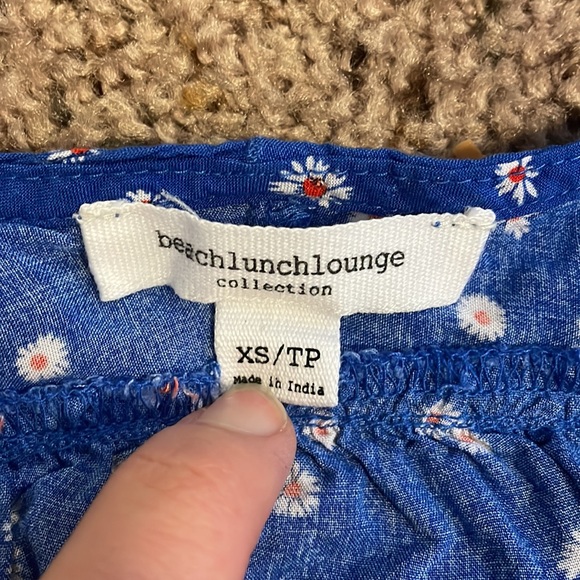 beachlunchlounge
collection
XS/TP
Made in India